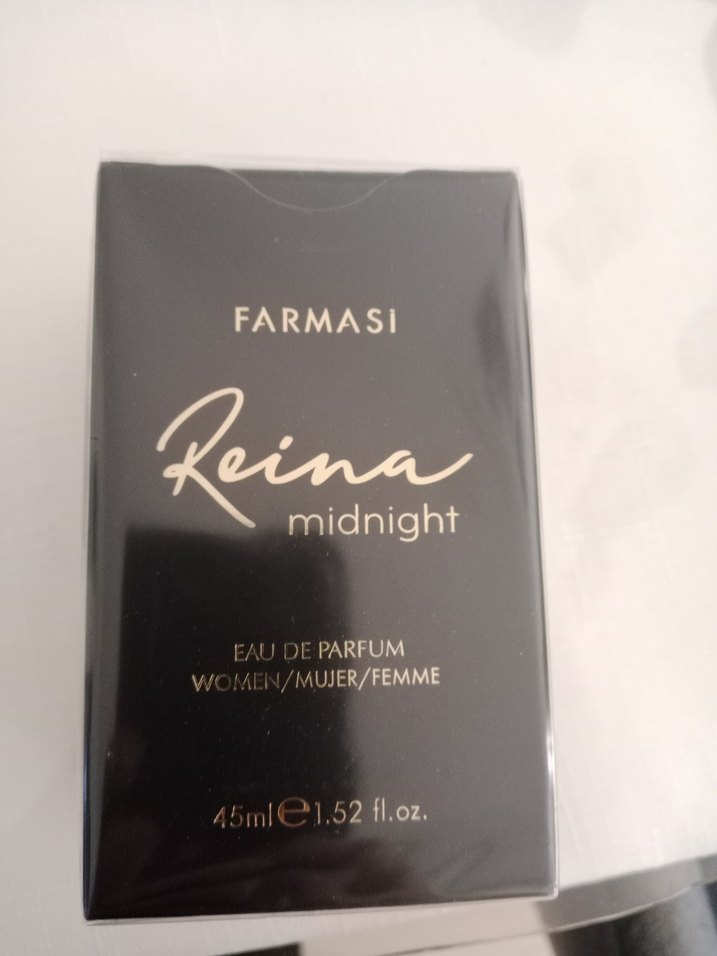 FARMASi
Reina
midnight
EAU DE PARFUM
WOMEN/MUJER/FEMME
45ml ℮ 1.52 fl.oz.